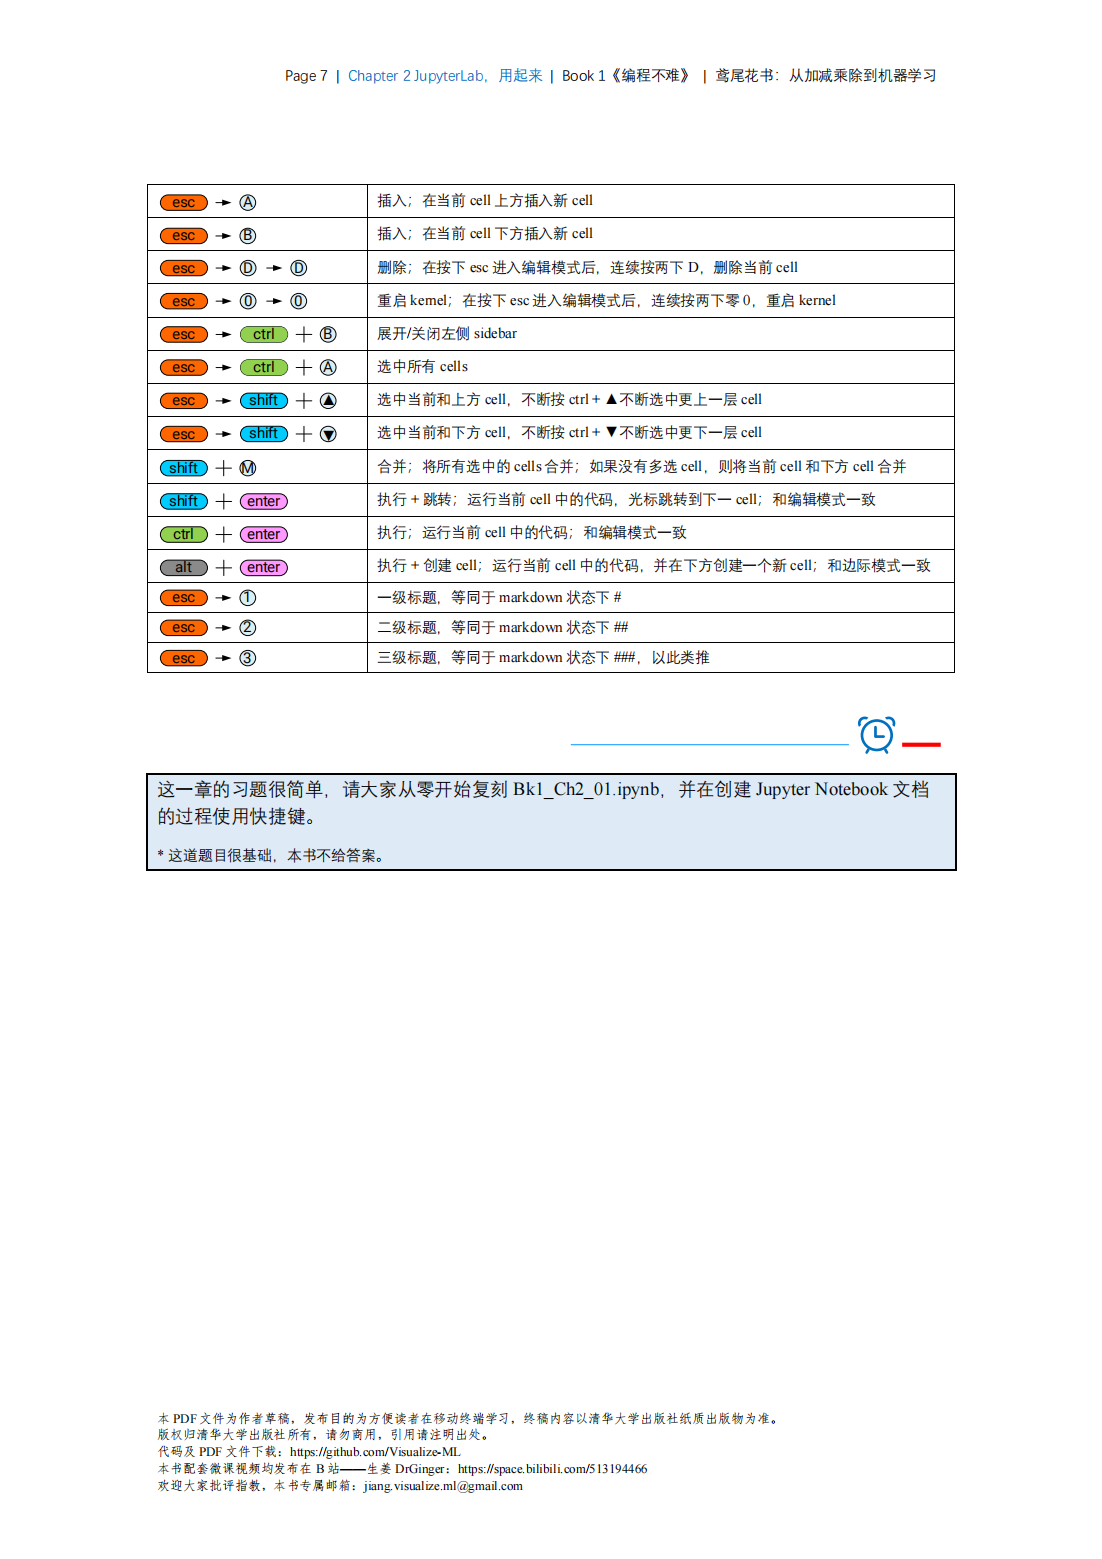 Page 7 | Chapter 2 JupyterLab，用起来 | Book 1《编程不难》 | 鸢尾花书：从加减乘除到机器学习
esc → A 插入；在当前 cell 上方插入新 cell
esc → B 插入；在当前 cell 下方插入新 cell
esc → D → D 删除；在按下 esc 进入编辑模式后，连续按两下 D，删除当前 cell
esc → 0 → 0 重启 kernel；在按下 esc 进入编辑模式后，连续按两下零 0，重启 kernel
esc → ctrl + B 展开/关闭左侧 sidebar
esc → ctrl + A 选中所有 cells
esc → shift + ▲ 选中当前和上方 cell，不断按 ctrl + ▲不断选中更上一层 cell
esc → shift + ▼ 选中当前和下方 cell，不断按 ctrl + ▼不断选中更下一层 cell
shift + M 合并；将所有选中的 cells 合并；如果没有多选 cell，则将当前 cell 和下方 cell 合并
shift + enter 执行 + 跳转；运行当前 cell 中的代码，光标跳转到下一 cell；和编辑模式一致
ctrl + enter 执行；运行当前 cell 中的代码；和编辑模式一致
alt + enter 执行 + 创建 cell；运行当前 cell 中的代码，并在下方创建一个新 cell；和边际模式一致
esc → 1 一级标题，等同于 markdown 状态下 #
esc → 2 二级标题，等同于 markdown 状态下 ##
esc → 3 三级标题，等同于 markdown 状态下 ###，以此类推
这一章的习题很简单，请大家从零开始复刻 Bk1_Ch2_01.ipynb，并在创建 Jupyter Notebook 文档
的过程使用快捷键。
* 这道题目很基础，本书不给答案。
本 PDF 文件为作者草稿，发布目的为方便读者在移动终端学习，终稿内容以清华大学出版社纸质出版物为准。
版权归清华大学出版社所有，请勿商用，引用请注明出处。
代码及 PDF 文件下载：https://github.com/Visualize-ML
本书配套微课视频均发布在 B 站——生姜 DrGinger：https://space.bilibili.com/513194466
欢迎大家批评指教，本书专属邮箱：jiang.visualize.ml@gmail.com